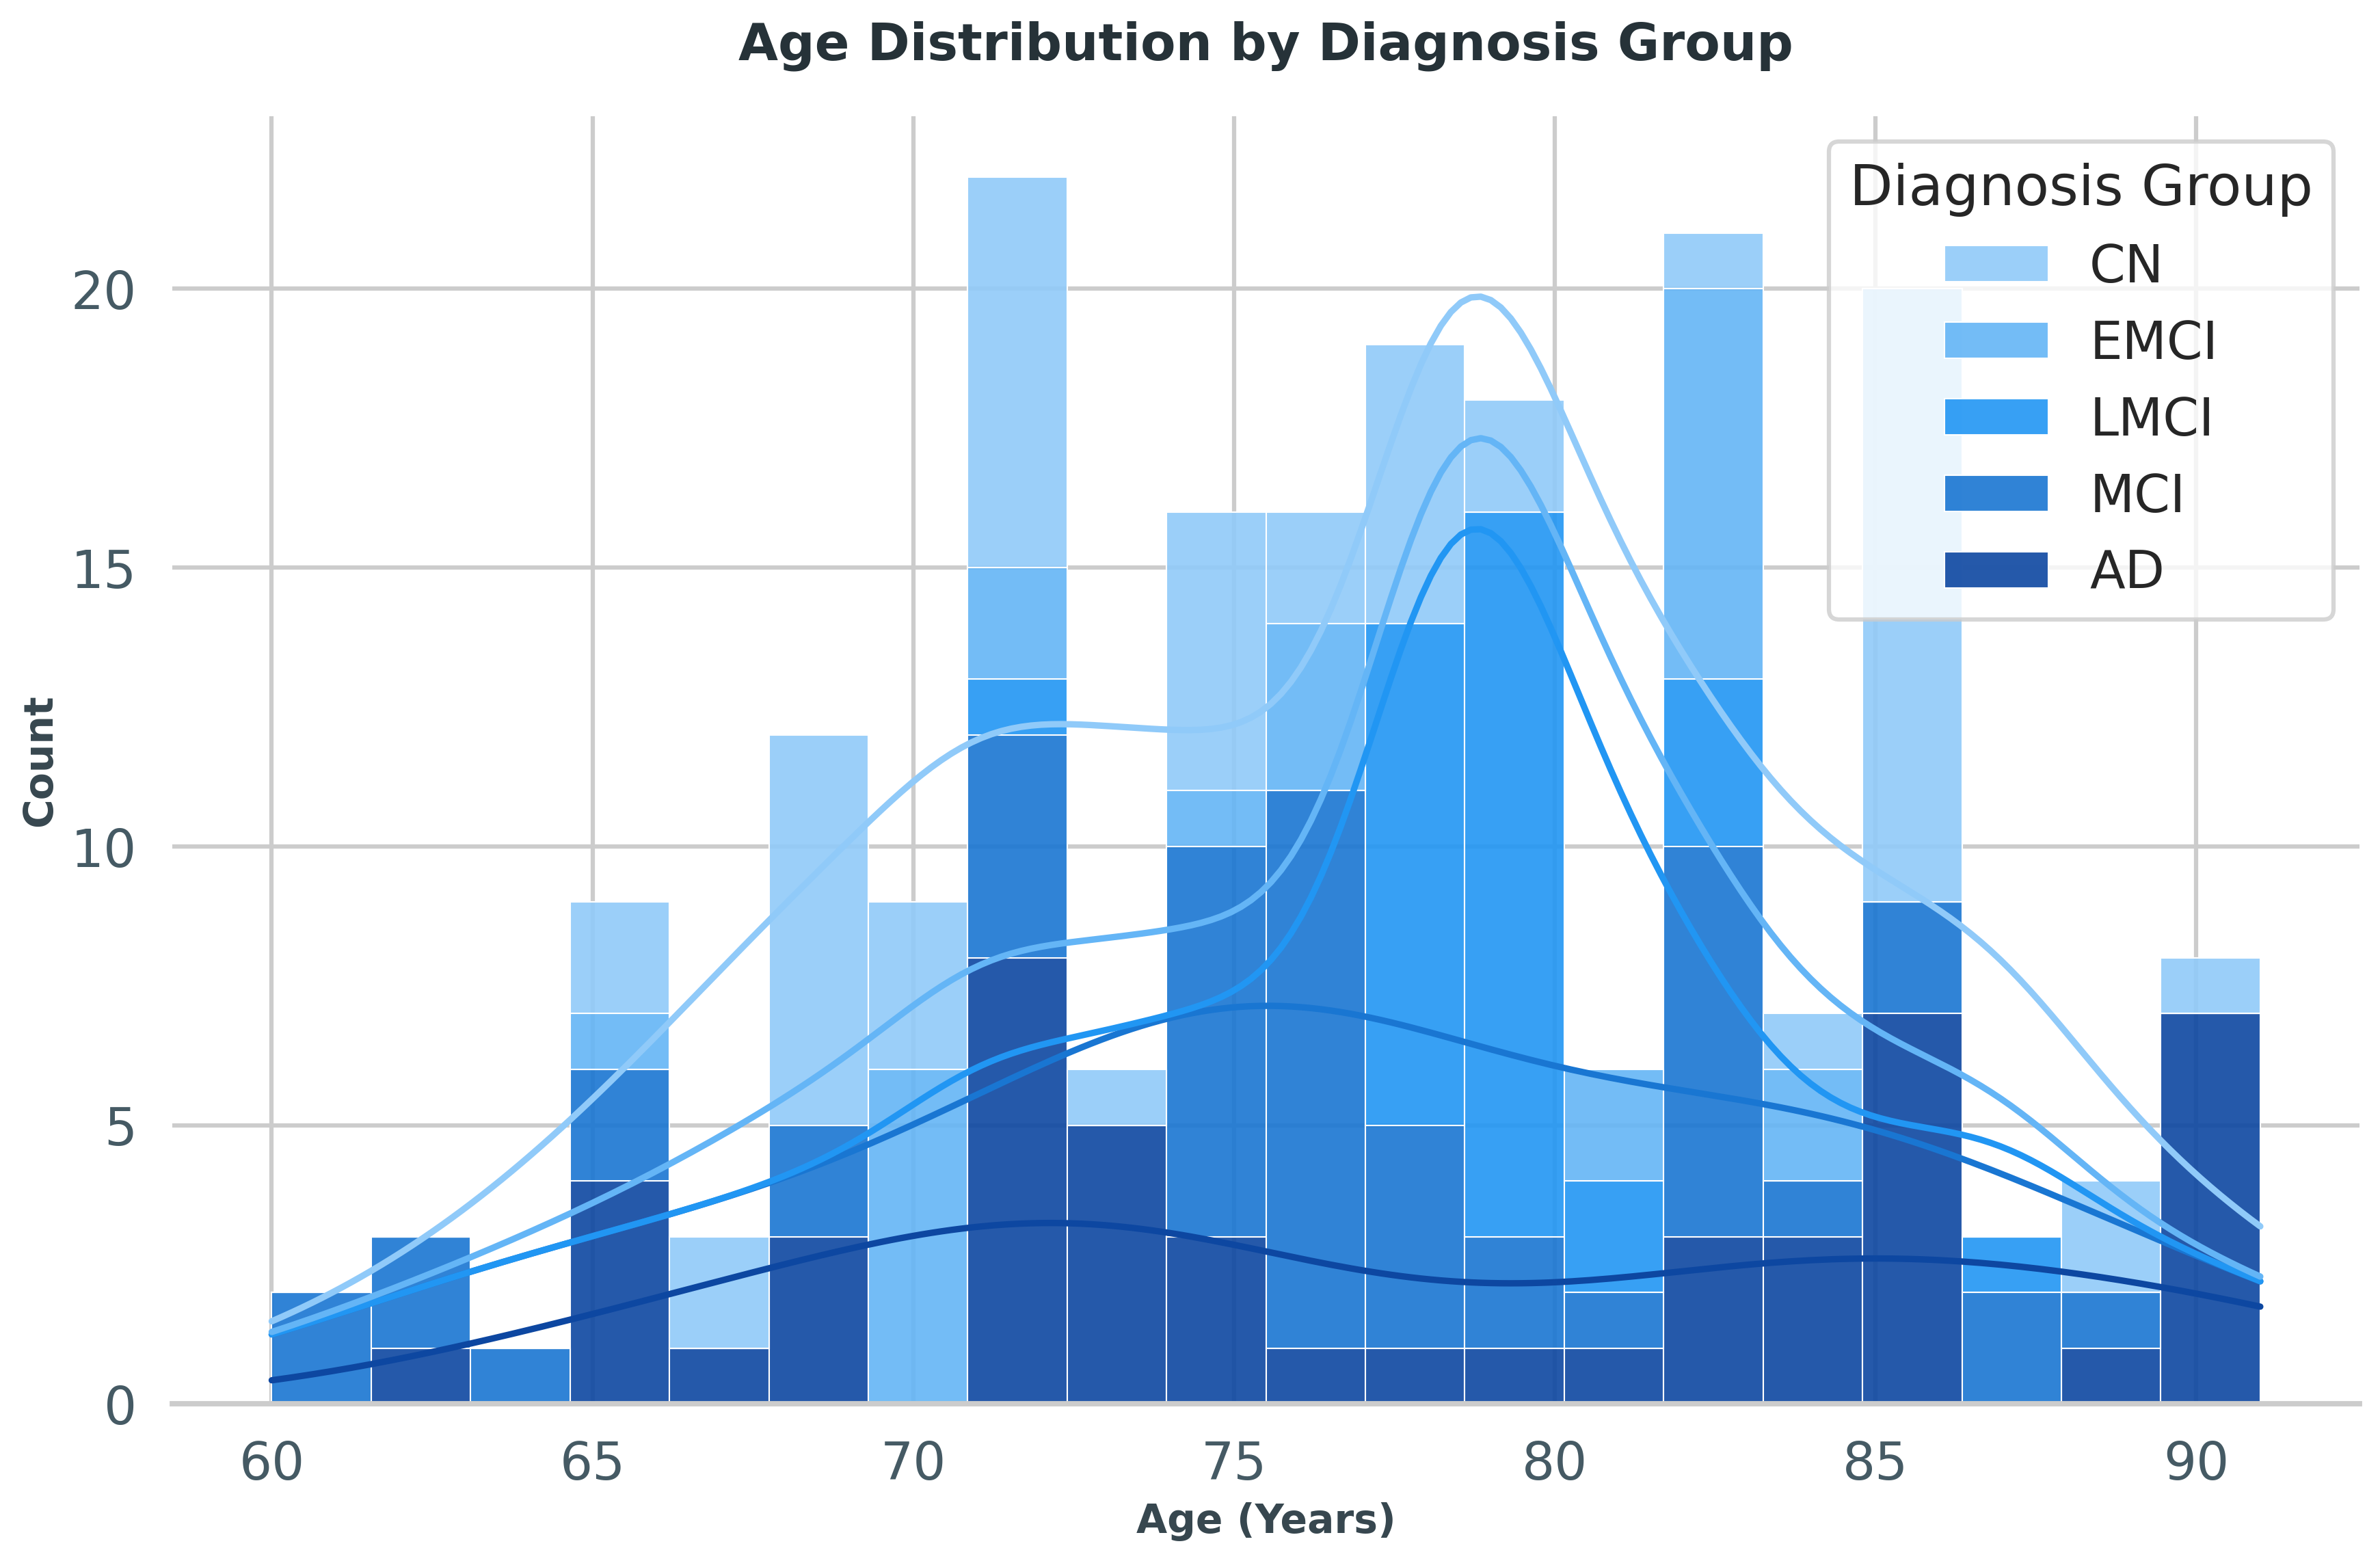 Age Distribution by Diagnosis Group
Diagnosis Group
CN
EMCI
LMCI
MCI
AD
Count
20
15
10
5
0
60 65 70 75 80 85 90
Age (Years)